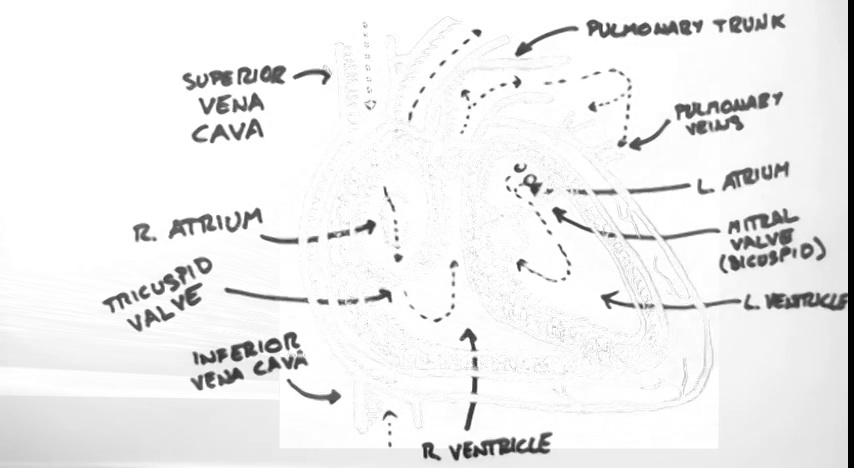 PULMONARY TRUNK
SUPERIOR
VENA
CAVA
PULMONARY
VEINS
L. ATRIUM
R. ATRIUM
MITRAL
VALVE
(BICUSPID)
TRICUSPID
VALVE
L. VENTRICLE
INFERIOR
VENA CAVA
R VENTRICLE